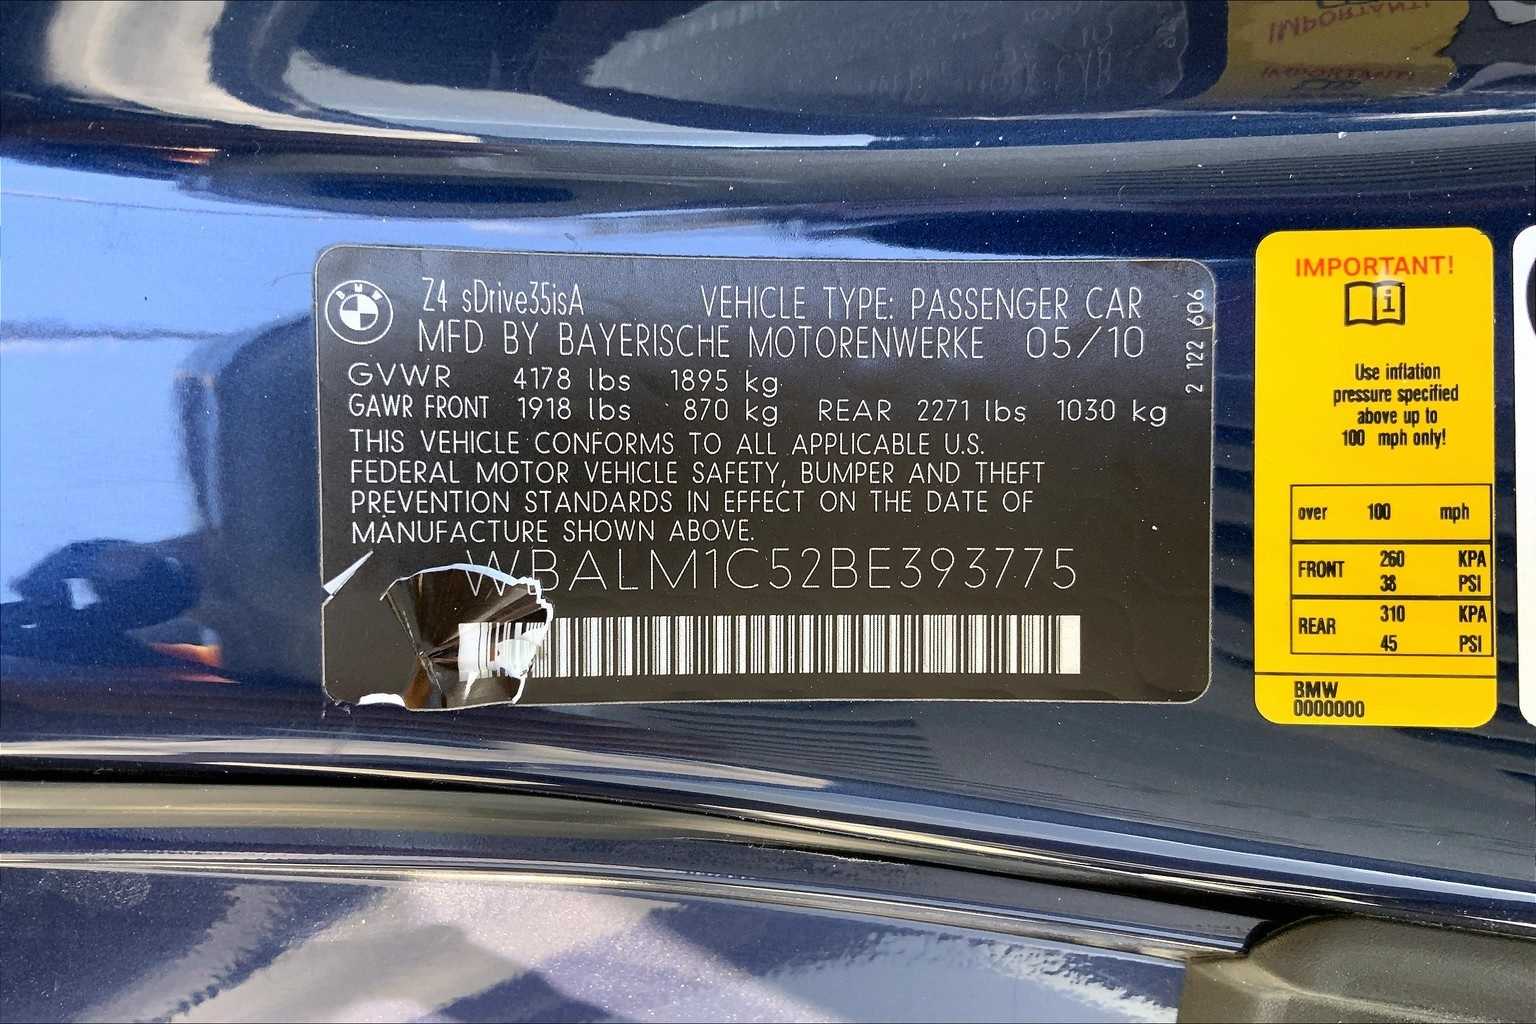 BMW
Z4 sDrive35isA
VEHICLE TYPE: PASSENGER CAR
MFD BY BAYERISCHE MOTORENWERKE 05/10
2 122 606
GVWR 4178 lbs 1895 kg
GAWR FRONT 1918 lbs 870 kg REAR 2271 lbs 1030 kg
THIS VEHICLE CONFORMS TO ALL APPLICABLE U.S.
FEDERAL MOTOR VEHICLE SAFETY, BUMPER AND THEFT
PREVENTION STANDARDS IN EFFECT ON THE DATE OF
MANUFACTURE SHOWN ABOVE.
WBALM1C52BE393775
IMPORTANT!
Use inflation
pressure specified
above up to
100 mph only!
over 100 mph
FRONT 260 KPA
38 PSI
REAR 310 KPA
45 PSI
BMW
0000000